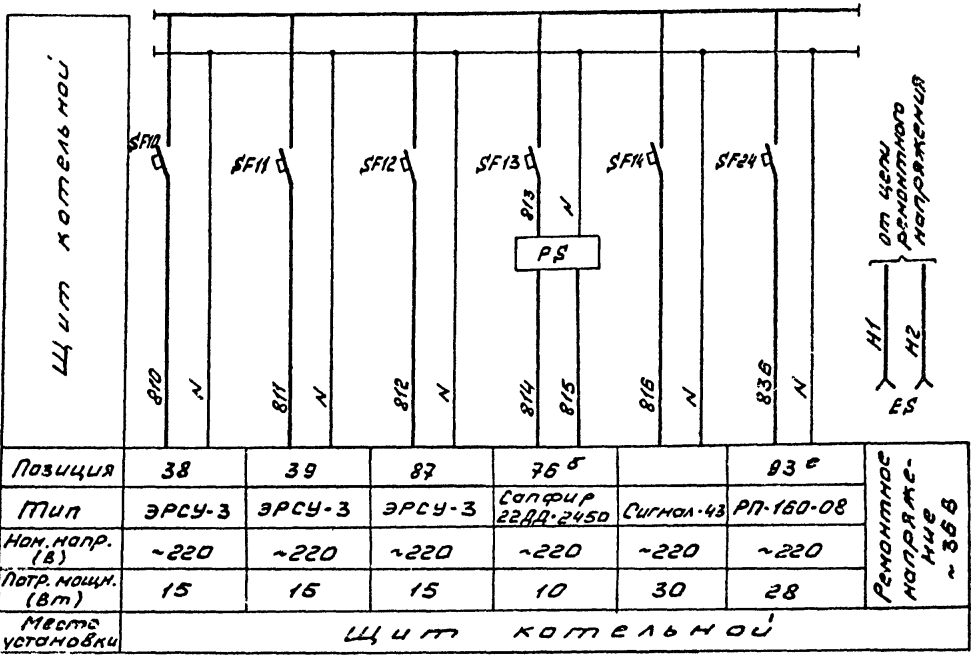 Щит котельной
SF10
SF11
SF12
SF13
SF14
SF24
813
N
PS
810
N
811
N
812
N
814
815
816
N
836
N
от цепи
ремонтного
напряжения
H1
H2
ES
Позиция 38 39 87 76б 93е
Тип ЭРСУ-3 ЭРСУ-3 ЭРСУ-3 Сапфир 22ДД-2450 Сигнал-43 РП-160-08
Ном. напр. (В) ~220 ~220 ~220 ~220 ~220 ~220
Потр. мощн. (Вт) 15 15 15 10 30 28
Место установки Щит котельной
Ремонтное
напряже-
ние
~36В